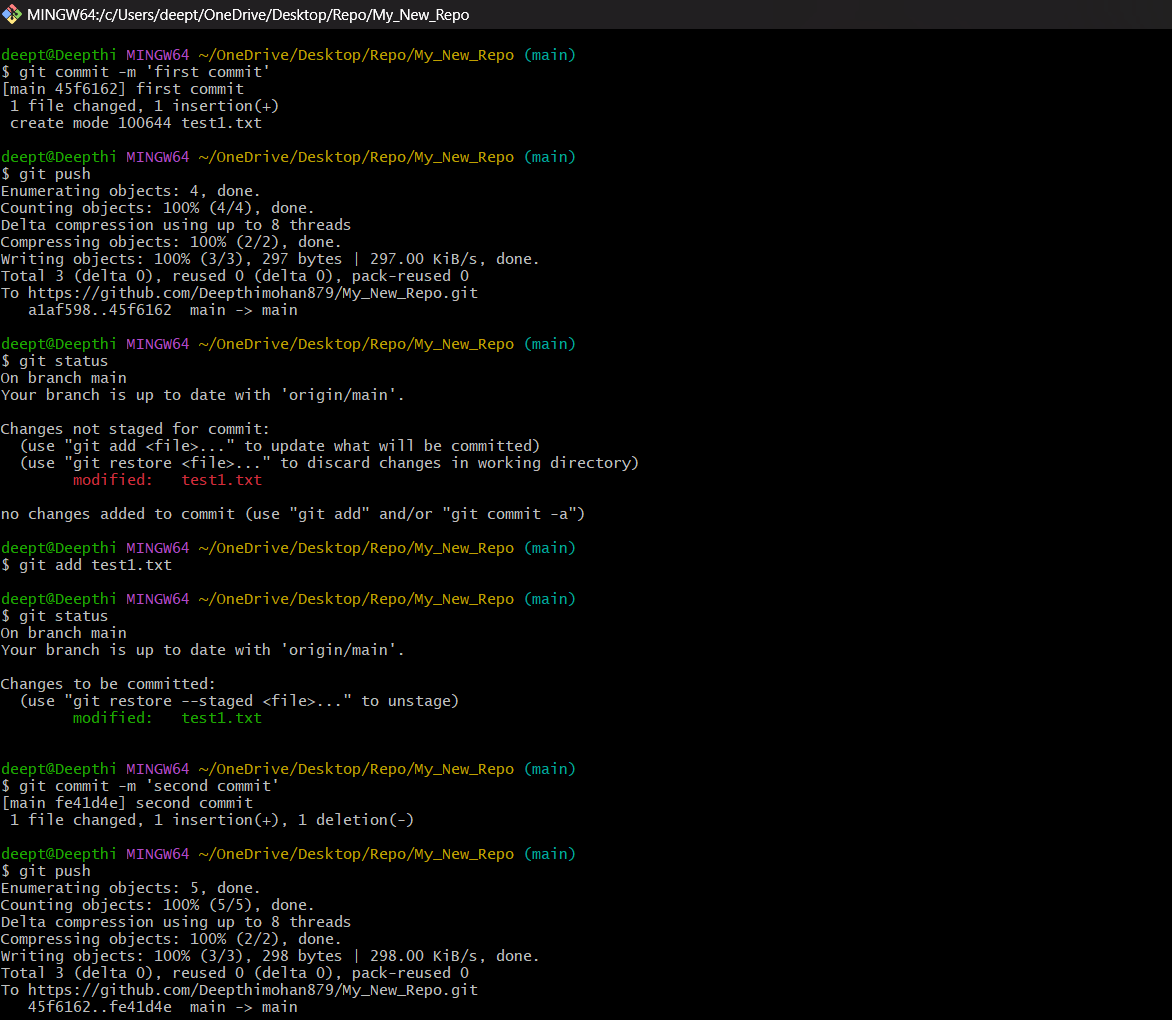 MINGW64:/c/Users/deept/OneDrive/Desktop/Repo/My_New_Repo
deept@Deepthi MINGW64 ~/OneDrive/Desktop/Repo/My_New_Repo (main)
$ git commit -m 'first commit'
[main 45f6162] first commit
 1 file changed, 1 insertion(+)
 create mode 100644 test1.txt
deept@Deepthi MINGW64 ~/OneDrive/Desktop/Repo/My_New_Repo (main)
$ git push
Enumerating objects: 4, done.
Counting objects: 100% (4/4), done.
Delta compression using up to 8 threads
Compressing objects: 100% (2/2), done.
Writing objects: 100% (3/3), 297 bytes | 297.00 KiB/s, done.
Total 3 (delta 0), reused 0 (delta 0), pack-reused 0
To https://github.com/Deepthimohan879/My_New_Repo.git
   a1af598..45f6162  main -> main
deept@Deepthi MINGW64 ~/OneDrive/Desktop/Repo/My_New_Repo (main)
$ git status
On branch main
Your branch is up to date with 'origin/main'.
Changes not staged for commit:
  (use "git add <file>..." to update what will be committed)
  (use "git restore <file>..." to discard changes in working directory)
        modified:   test1.txt
no changes added to commit (use "git add" and/or "git commit -a")
deept@Deepthi MINGW64 ~/OneDrive/Desktop/Repo/My_New_Repo (main)
$ git add test1.txt
deept@Deepthi MINGW64 ~/OneDrive/Desktop/Repo/My_New_Repo (main)
$ git status
On branch main
Your branch is up to date with 'origin/main'.
Changes to be committed:
  (use "git restore --staged <file>..." to unstage)
        modified:   test1.txt
deept@Deepthi MINGW64 ~/OneDrive/Desktop/Repo/My_New_Repo (main)
$ git commit -m 'second commit'
[main fe41d4e] second commit
 1 file changed, 1 insertion(+), 1 deletion(-)
deept@Deepthi MINGW64 ~/OneDrive/Desktop/Repo/My_New_Repo (main)
$ git push
Enumerating objects: 5, done.
Counting objects: 100% (5/5), done.
Delta compression using up to 8 threads
Compressing objects: 100% (2/2), done.
Writing objects: 100% (3/3), 298 bytes | 298.00 KiB/s, done.
Total 3 (delta 0), reused 0 (delta 0), pack-reused 0
To https://github.com/Deepthimohan879/My_New_Repo.git
   45f6162..fe41d4e  main -> main